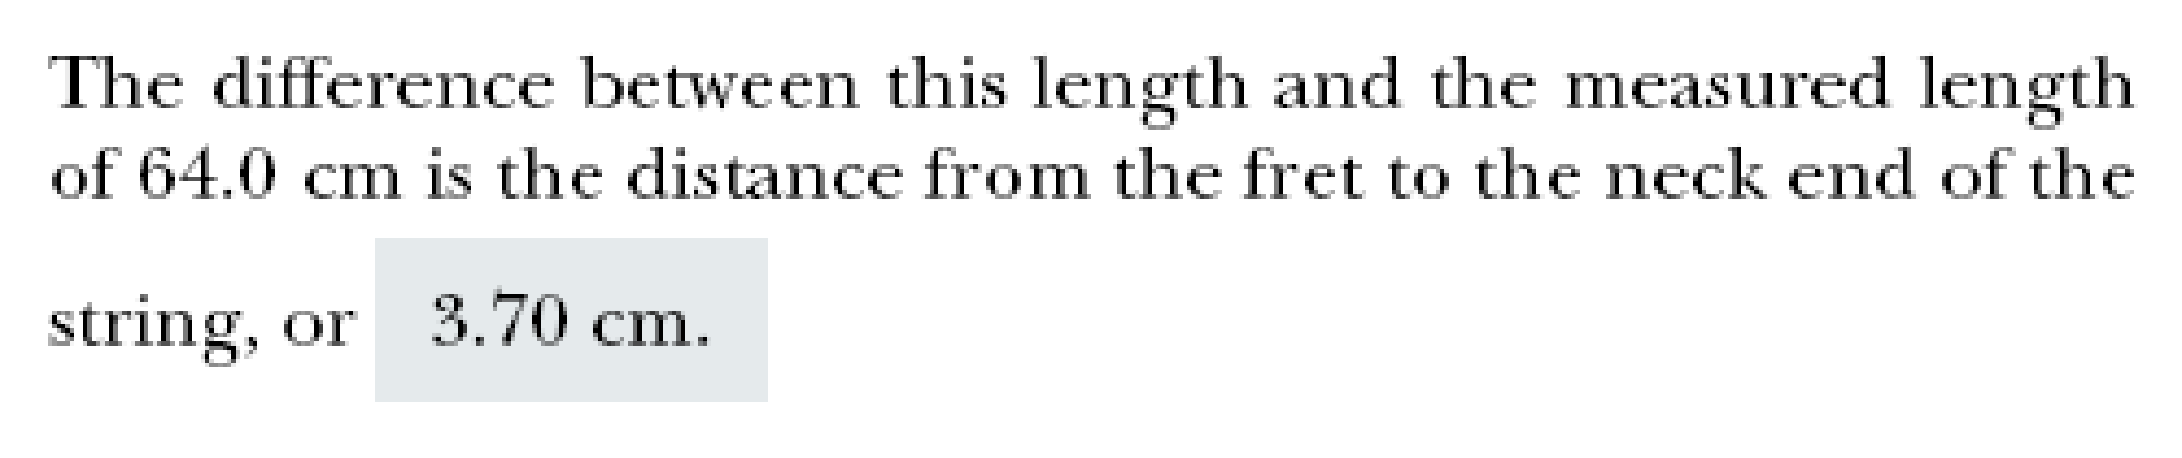 The difference between this length and the measured length
of 64.0 cm is the distance from the fret to the neck end of the
string, or 3.70 cm.